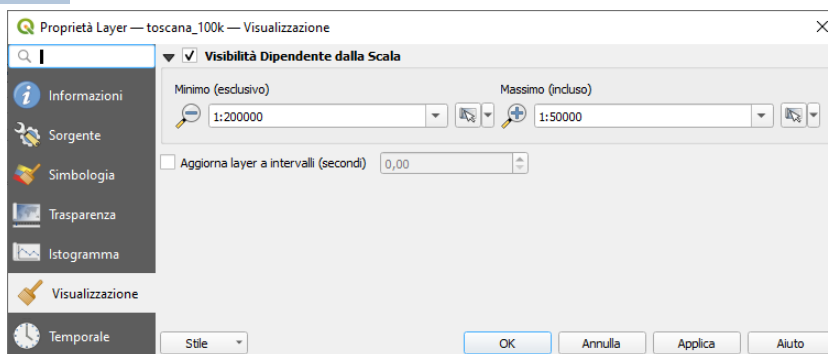 Proprietà Layer — toscana_100k — Visualizzazione
Visibilità Dipendente dalla Scala
Informazioni
Minimo (esclusivo)
Massimo (incluso)
1:200000
1:50000
Sorgente
Aggiorna layer a intervalli (secondi)
0,00
Simbologia
Trasparenza
Istogramma
Visualizzazione
Temporale
Stile
OK
Annulla
Applica
Aiuto